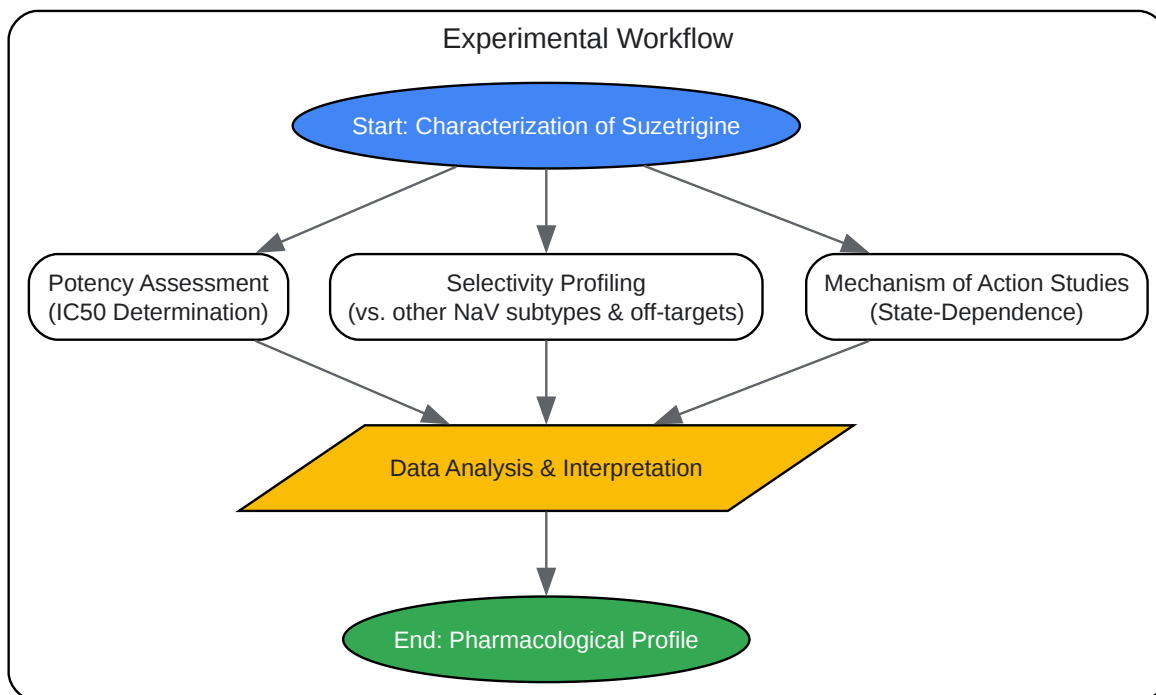 Experimental Workflow
Start: Characterization of Suzetrigine
Potency Assessment
(IC50 Determination)
Selectivity Profiling
(vs. other NaV subtypes & off-targets)
Mechanism of Action Studies
(State-Dependence)
Data Analysis & Interpretation
End: Pharmacological Profile